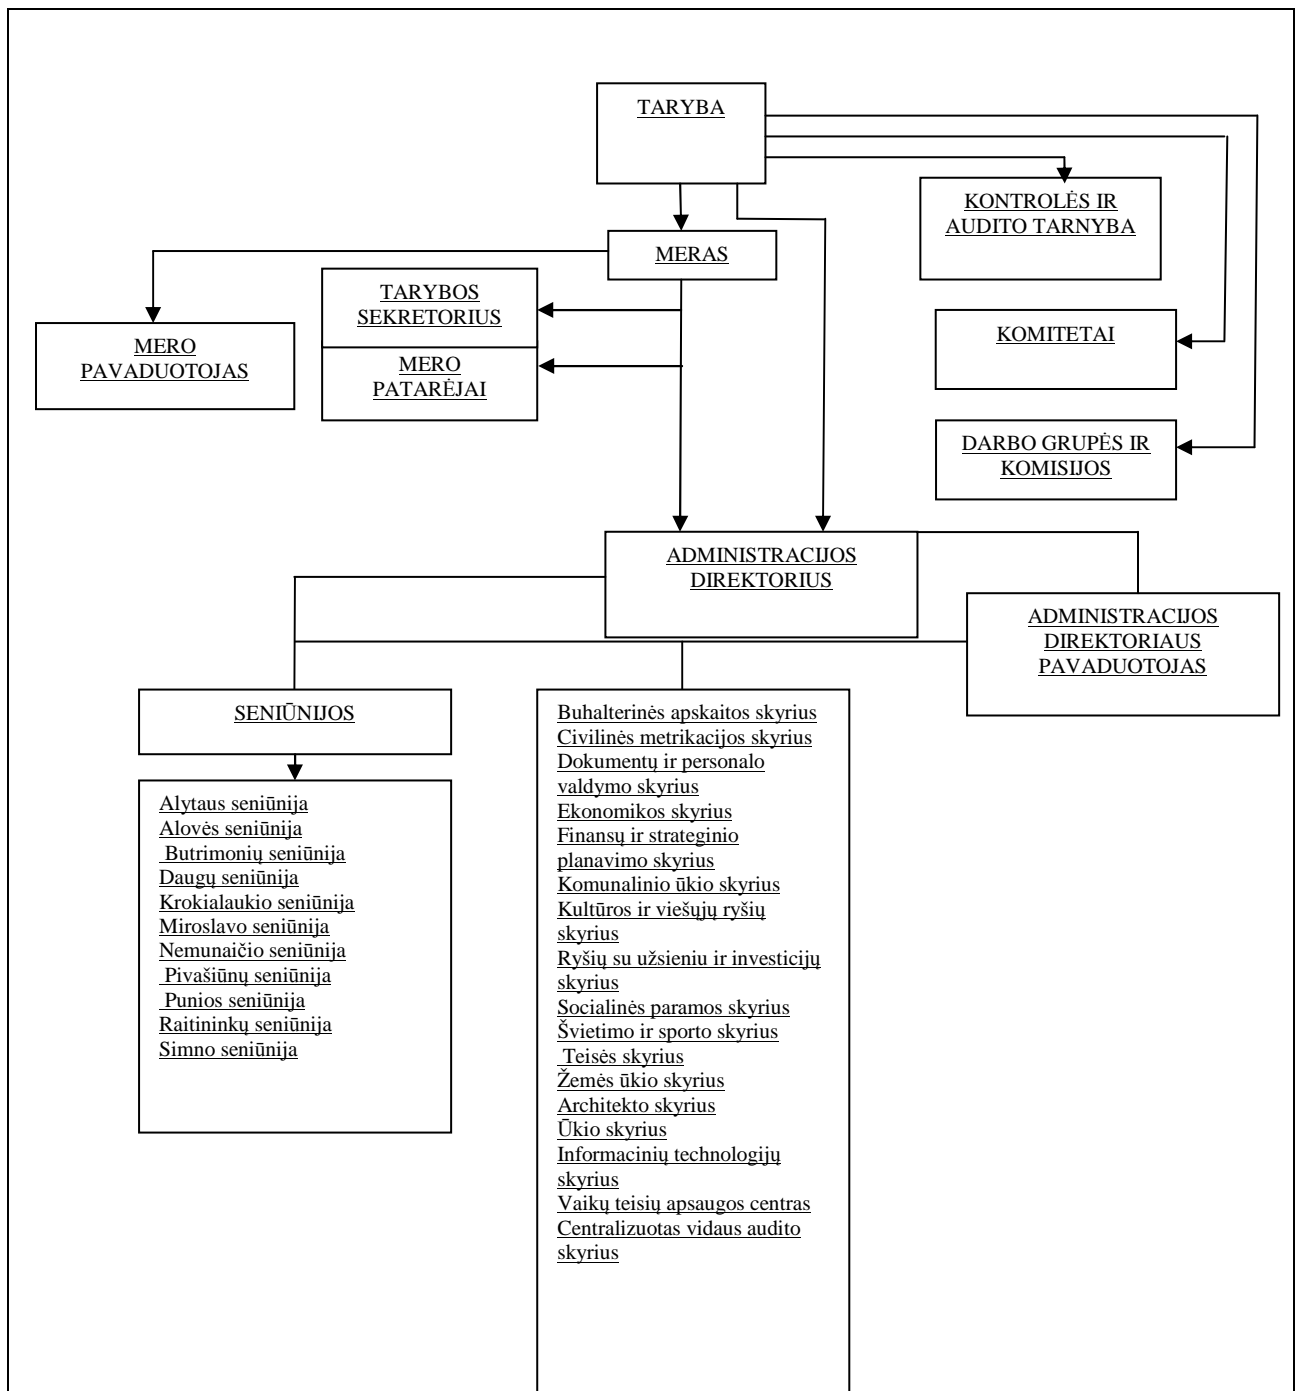 TARYBA
KONTROLĖS IR
AUDITO TARNYBA
MERAS
TARYBOS
SEKRETORIUS
MERO
PAVADUOTOJAS
MERO
PATARĖJAI
KOMITETAI
DARBO GRUPĖS IR
KOMISIJOS
ADMINISTRACIJOS
DIREKTORIUS
ADMINISTRACIJOS
DIREKTORIAUS
PAVADUOTOJAS
SENIŪNIJOS
Alytaus seniūnija
Alovės seniūnija
Butrimonių seniūnija
Daugų seniūnija
Krokialaukio seniūnija
Miroslavo seniūnija
Nemunaičio seniūnija
Pivašiūnų seniūnija
Punios seniūnija
Raitininkų seniūnija
Simno seniūnija
Buhalterinės apskaitos skyrius
Civilinės metrikacijos skyrius
Dokumentų ir personalo
valdymo skyrius
Ekonomikos skyrius
Finansų ir strateginio
planavimo skyrius
Komunalinio ūkio skyrius
Kultūros ir viešųjų ryšių
skyrius
Ryšių su užsieniu ir investicijų
skyrius
Socialinės paramos skyrius
Švietimo ir sporto skyrius
Teisės skyrius
Žemės ūkio skyrius
Architekto skyrius
Ūkio skyrius
Informacinių technologijų
skyrius
Vaikų teisių apsaugos centras
Centralizuotas vidaus audito
skyrius